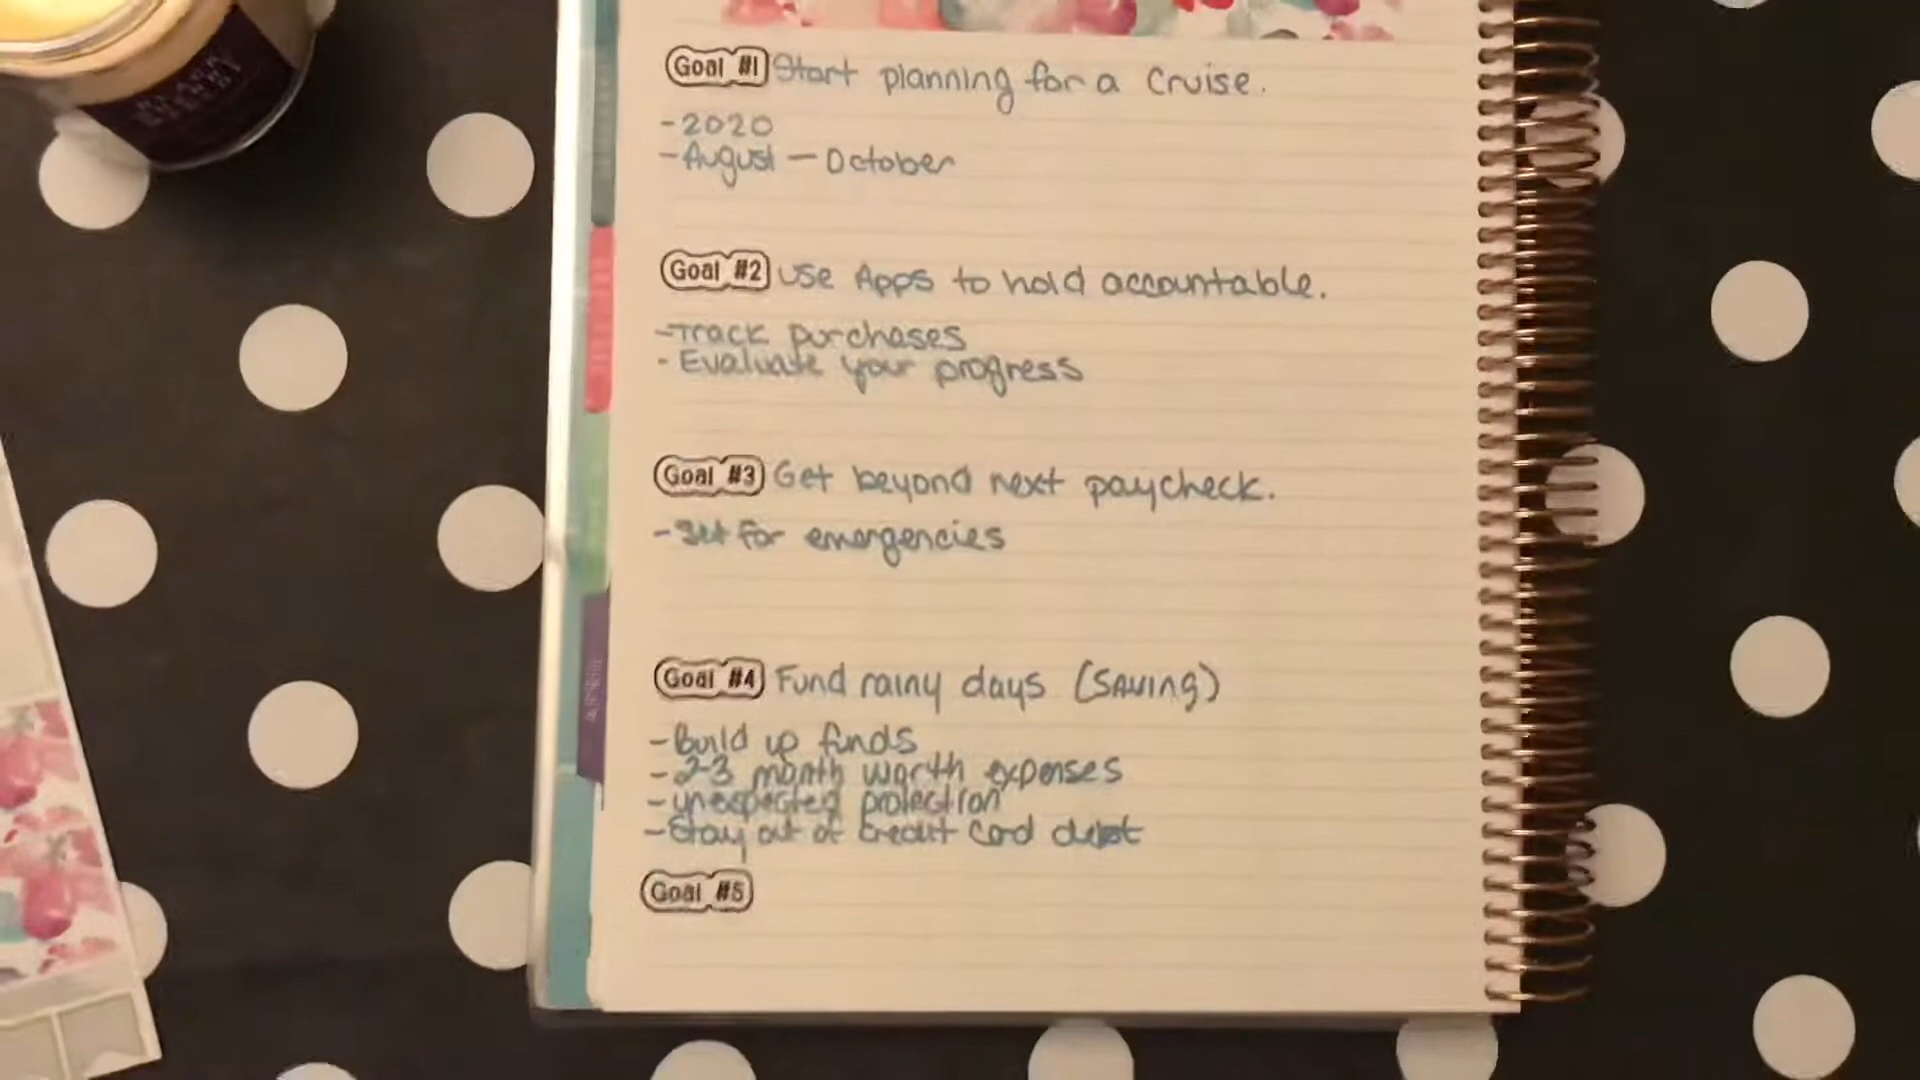 Goal #1 Start planning for a cruise.
- 2020
- August - October
Goal #2 Use Apps to hold accountable.
- Track purchases
- Evaluate your progress
Goal #3 Get beyond next paycheck.
- Set for emergencies
Goal #4 Fund rainy days (Saving)
- Build up funds
- 2-3 month worth expenses
- unexpected protection
- Stay out of credit card debt
Goal #5